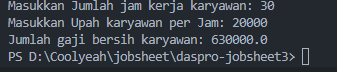 Masukkan Jumlah jam kerja karyawan: 30
Masukkan Upah karyawan per Jam: 20000
Jumlah gaji bersih karyawan: 630000.0
PS D:\Coolyeah\jobsheet\daspro-jobsheet3>